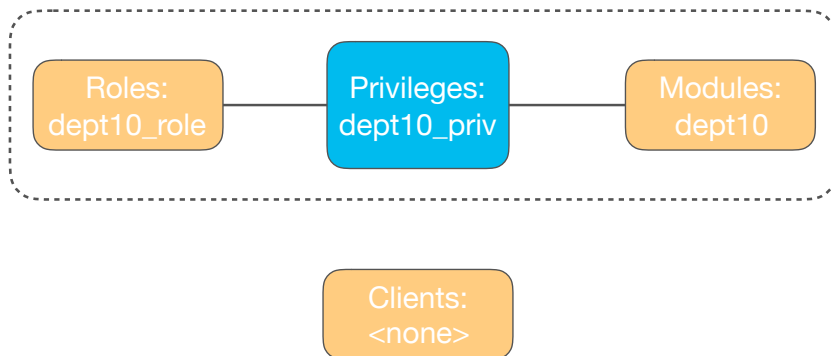 Roles:
dept10_role
Privileges:
dept10_priv
Modules:
dept10
Clients:
<none>